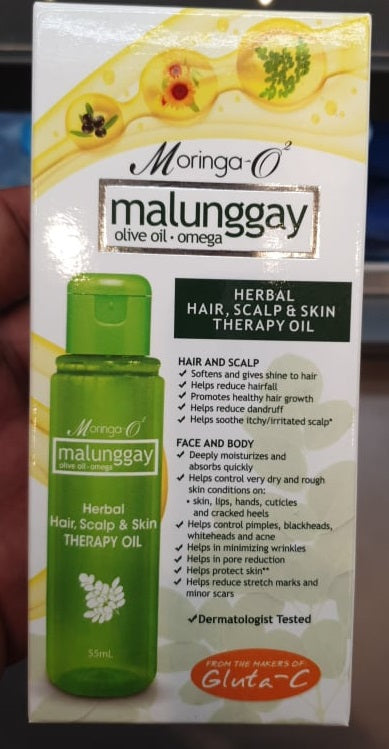 Moringa-O²
malunggay
olive oil • omega
HERBAL
HAIR, SCALP & SKIN
THERAPY OIL
HAIR AND SCALP
✓ Softens and gives shine to hair
✓ Helps reduce hairfall
✓ Promotes healthy hair growth
✓ Helps reduce dandruff
✓ Helps soothe itchy/irritated scalp*
FACE AND BODY
✓ Deeply moisturizes and
absorbs quickly
✓ Helps control very dry and rough
skin conditions on:
• skin, lips, hands, cuticles
and cracked heels
✓ Helps control pimples, blackheads,
whiteheads and acne
✓ Helps in minimizing wrinkles
✓ Helps in pore reduction
✓ Helps protect skin**
✓ Helps reduce stretch marks and
minor scars
✓Dermatologist Tested
FROM THE MAKERS OF
Gluta-C
Moringa-O²
malunggay
olive oil • omega
Herbal
Hair, Scalp & Skin
THERAPY OIL
55mL